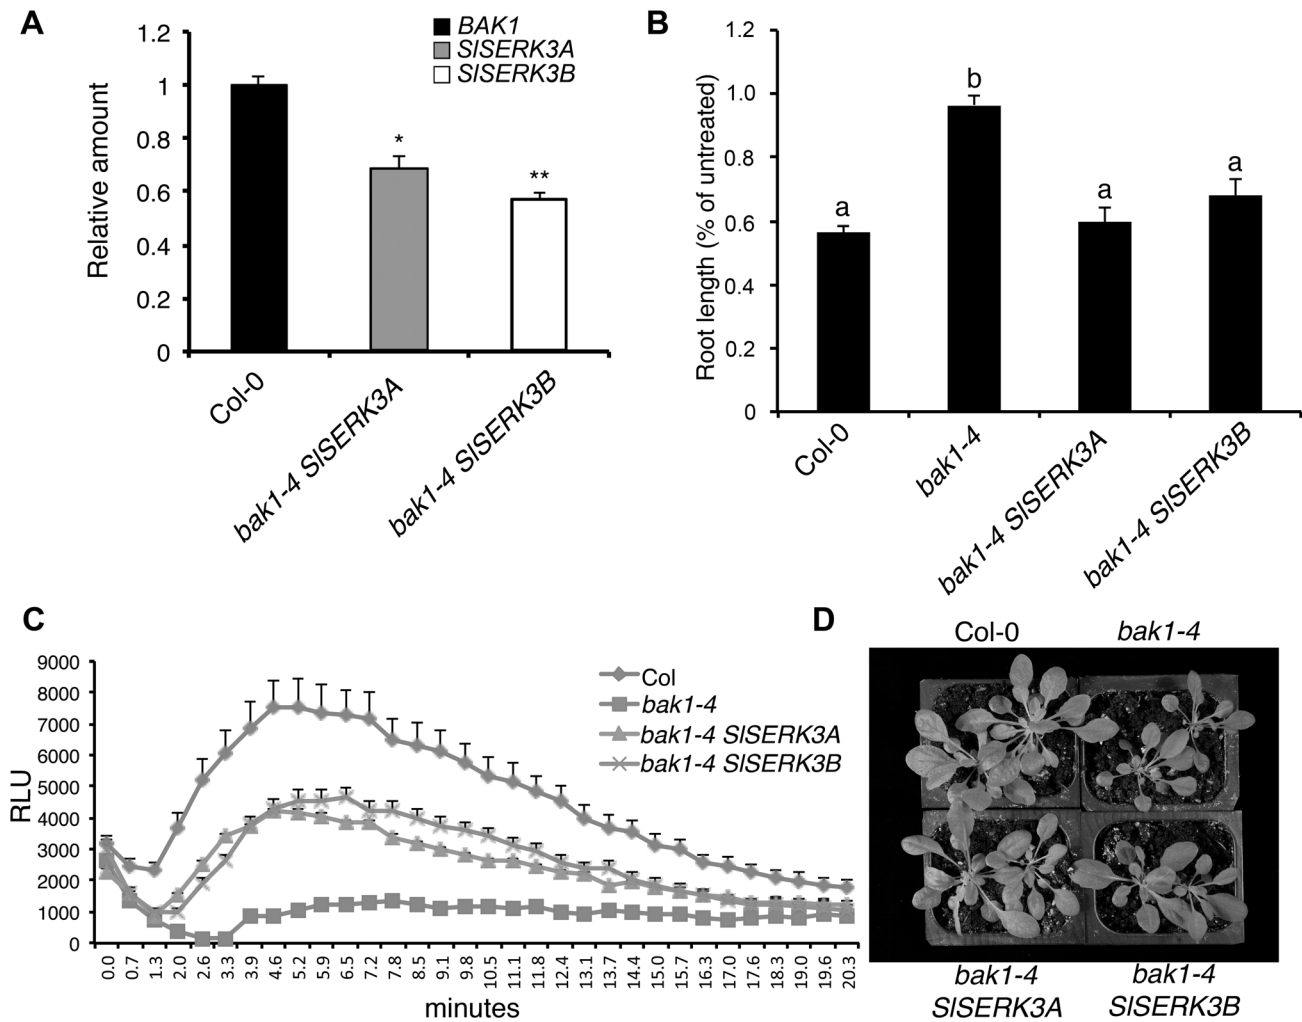 A
BAK1
SlSERK3A
SlSERK3B
Relative amount
1.2
1
0.8
0.6
0.4
0.2
0
*
**
Col-0
bak1-4 SlSERK3A
bak1-4 SlSERK3B
B
Root length (% of untreated)
1.2
1.0
0.8
0.6
0.4
0.2
0
a
b
a
a
Col-0
bak1-4
bak1-4 SlSERK3A
bak1-4 SlSERK3B
C
RLU
9000
8000
7000
6000
5000
4000
3000
2000
1000
0
Col
bak1-4
bak1-4 SlSERK3A
bak1-4 SlSERK3B
0.0 0.7 1.3 2.0 2.6 3.3 3.9 4.6 5.2 5.9 6.5 7.2 7.8 8.5 9.1 9.8 10.5 11.1 11.8 12.4 13.1 13.7 14.4 15.0 15.7 16.3 17.0 17.6 18.3 19.0 19.6 20.3
minutes
D
Col-0
bak1-4
bak1-4
SlSERK3A
bak1-4
SlSERK3B